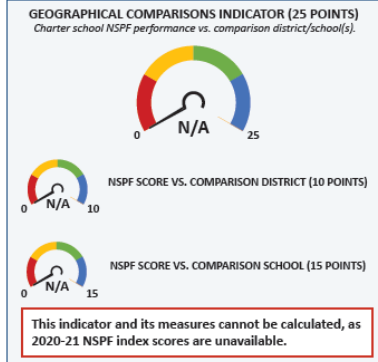 GEOGRAPHICAL COMPARISONS INDICATOR (25 POINTS)
Charter school NSPF performance vs. comparison district/school(s).
N/A
0 25
NSPF SCORE VS. COMPARISON DISTRICT (10 POINTS)
N/A
0 10
NSPF SCORE VS. COMPARISON SCHOOL (15 POINTS)
N/A
0 15
This indicator and its measures cannot be calculated, as
2020-21 NSPF index scores are unavailable.